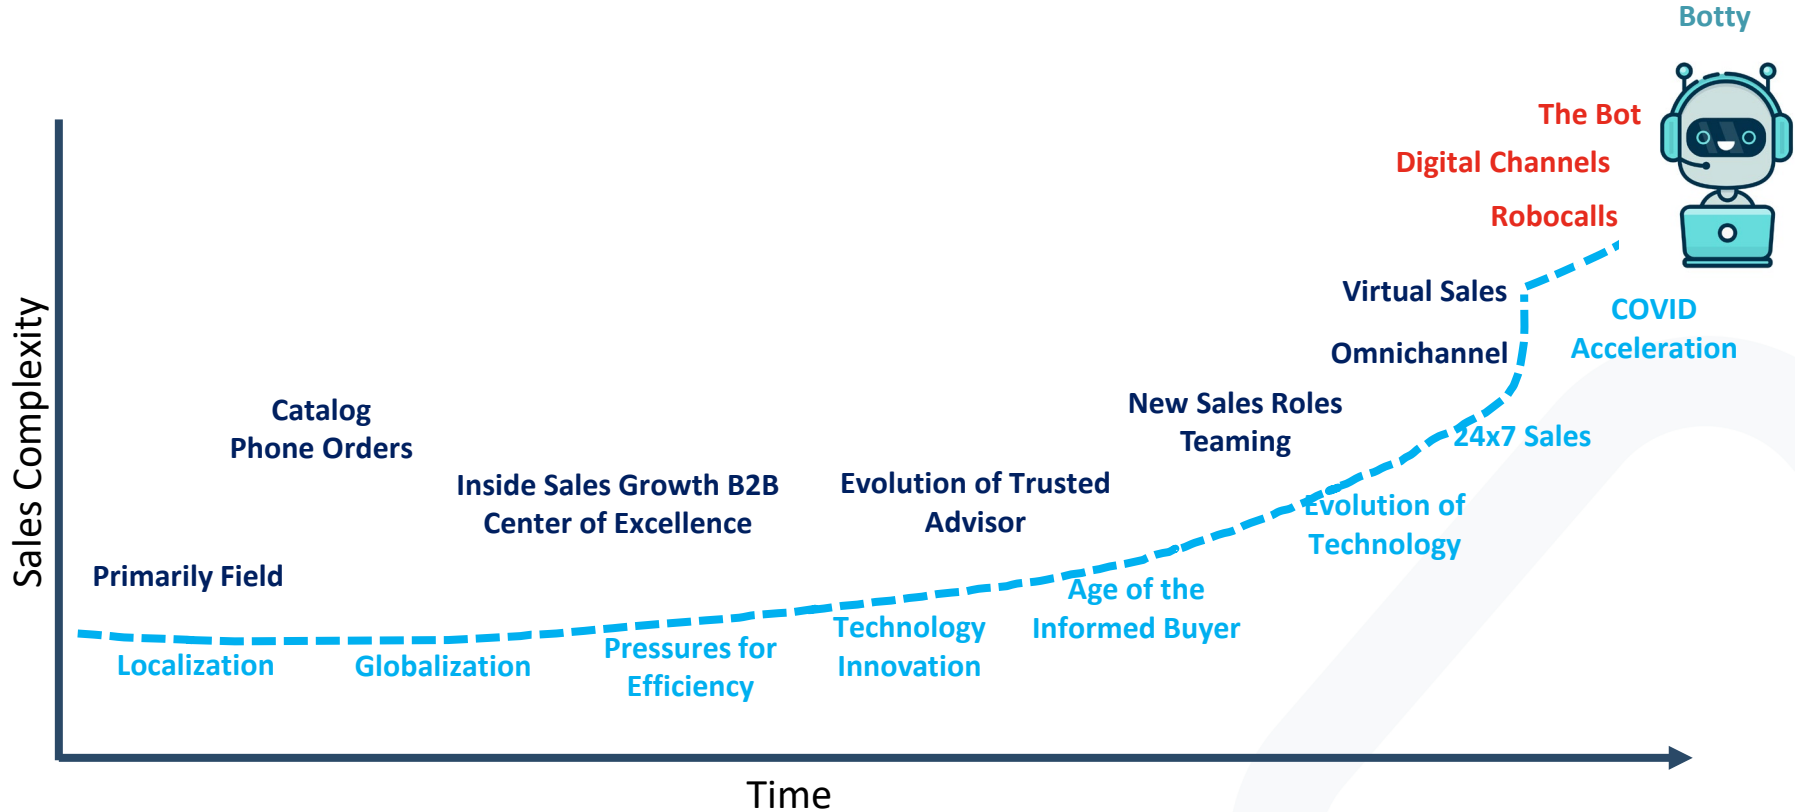 Botty
The Bot
Digital Channels
Robocalls
Virtual Sales
COVID
Acceleration
Omnichannel
New Sales Roles
Teaming
24x7 Sales
Catalog
Phone Orders
Inside Sales Growth B2B
Center of Excellence
Evolution of Trusted
Advisor
Evolution of
Technology
Primarily Field
Age of the
Informed Buyer
Technology
Innovation
Pressures for
Efficiency
Localization
Globalization
Sales Complexity
Time